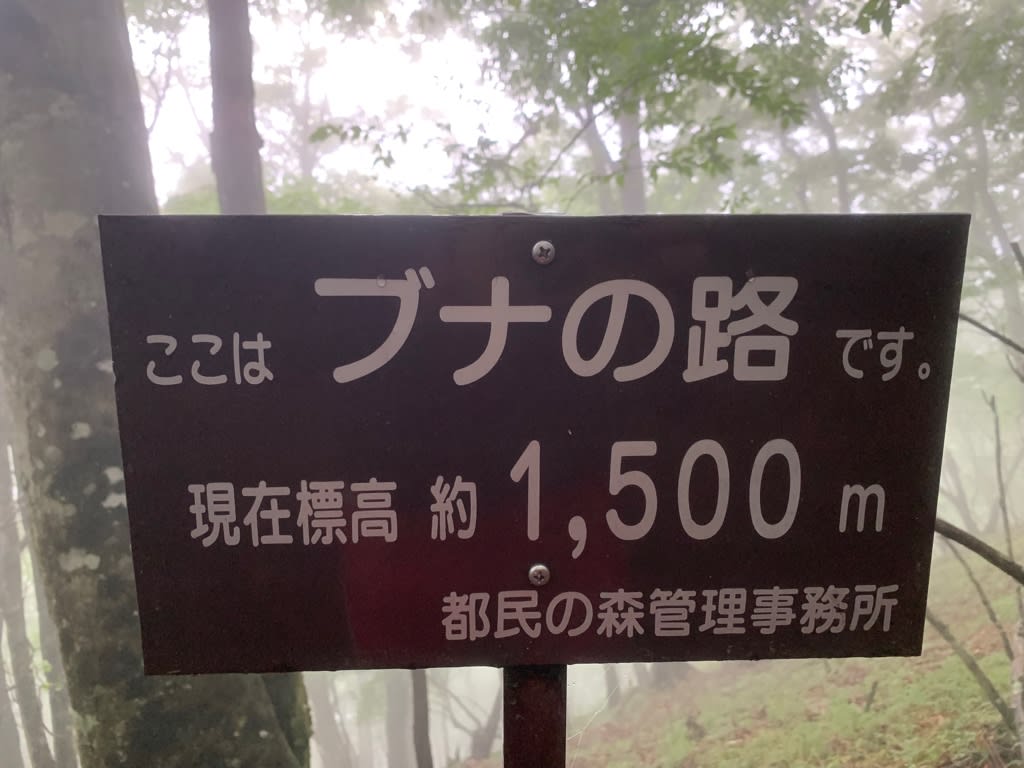 ここは ブナの路 です。
現在標高 約 1,500 m
都民の森管理事務所